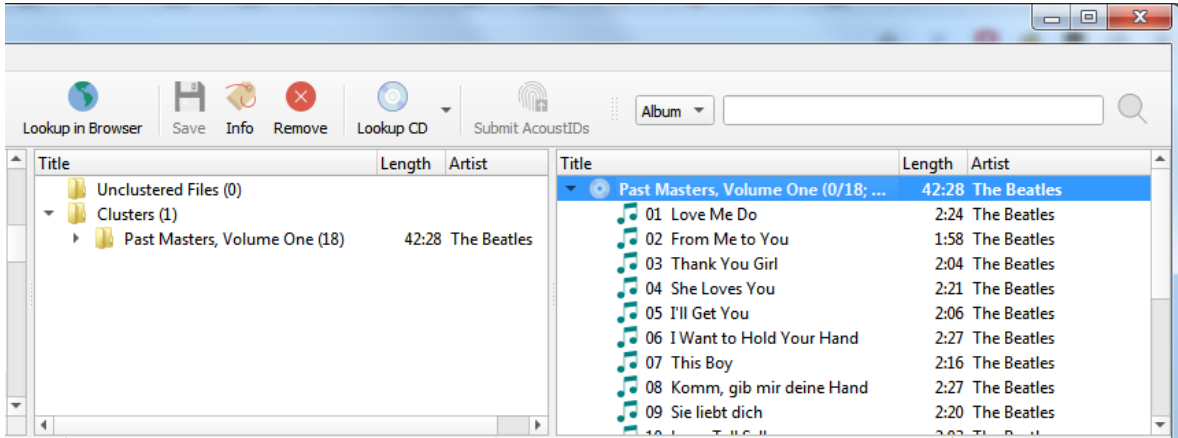 Lookup in Browser Save Info Remove Lookup CD Submit AcoustIDs Album
Title Length Artist
Unclustered Files (0)
Clusters (1)
Past Masters, Volume One (18) 42:28 The Beatles
Title Length Artist
Past Masters, Volume One (0/18; ... 42:28 The Beatles
01 Love Me Do 2:24 The Beatles
02 From Me to You 1:58 The Beatles
03 Thank You Girl 2:04 The Beatles
04 She Loves You 2:21 The Beatles
05 I'll Get You 2:06 The Beatles
06 I Want to Hold Your Hand 2:27 The Beatles
07 This Boy 2:16 The Beatles
08 Komm, gib mir deine Hand 2:27 The Beatles
09 Sie liebt dich 2:20 The Beatles